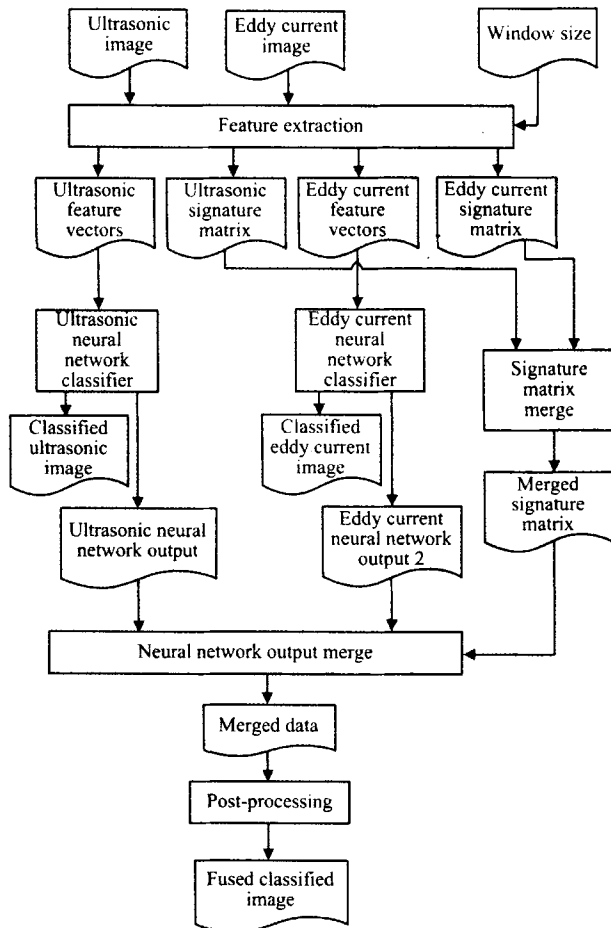 Ultrasonic
image
Eddy current
image
Window size
Feature extraction
Ultrasonic
feature
vectors
Ultrasonic
signature
matrix
Eddy current
feature
vectors
Eddy current
signature
matrix
Ultrasonic
neural
network
classifier
Eddy current
neural
network
classifier
Signature
matrix
merge
Classified
ultrasonic
image
Classified
eddy current
image
Merged
signature
matrix
Ultrasonic neural
network output
Eddy current
neural network
output 2
Neural network output merge
Merged data
Post-processing
Fused classified
image